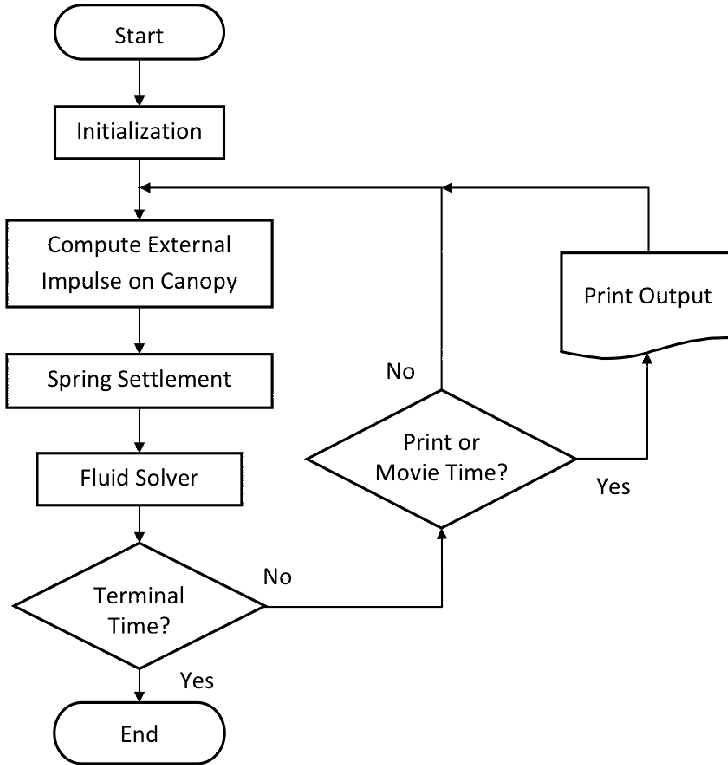 Start
Initialization
Compute External
Impulse on Canopy
Spring Settlement
Fluid Solver
Terminal
Time?
No
Yes
End
Print or
Movie Time?
No
Yes
Print Output